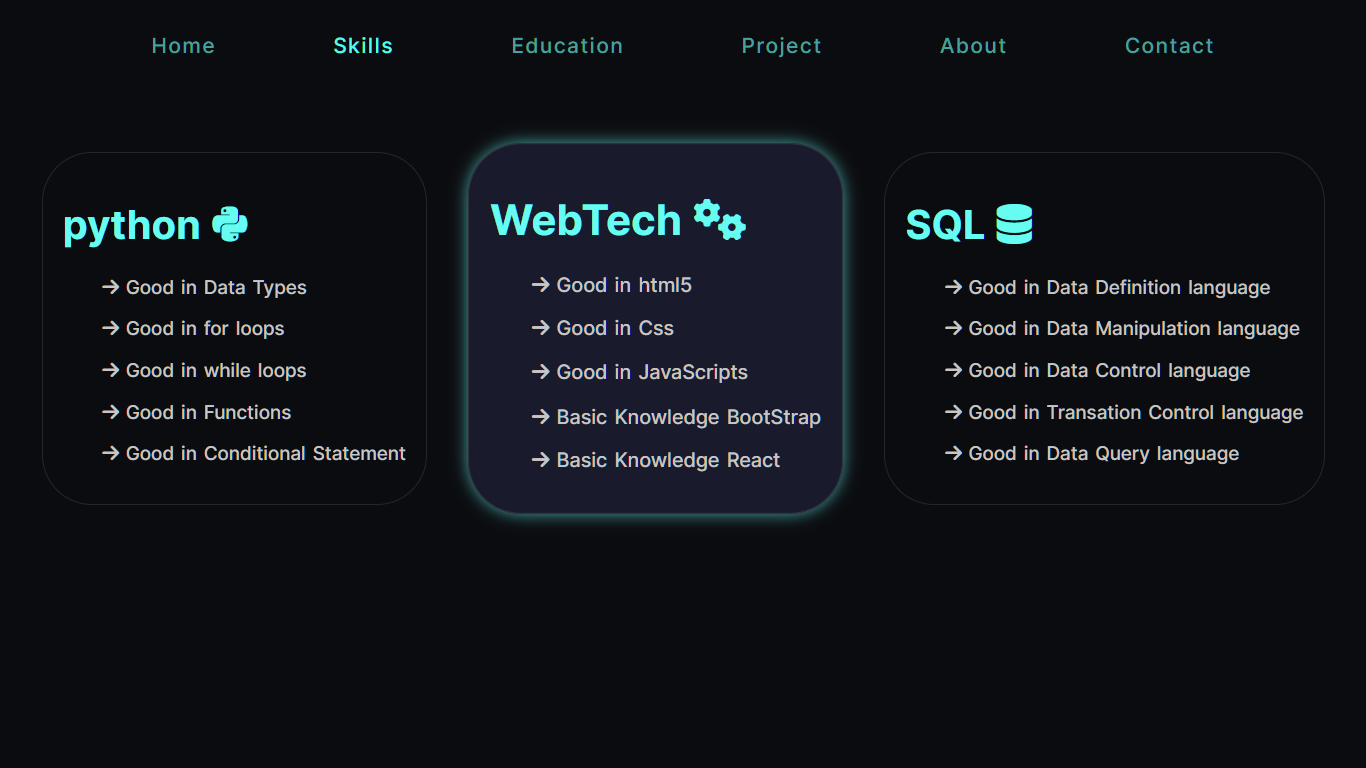 Home Skills Education Project About Contact
python
→ Good in Data Types
→ Good in for loops
→ Good in while loops
→ Good in Functions
→ Good in Conditional Statement
WebTech
→ Good in html5
→ Good in Css
→ Good in JavaScripts
→ Basic Knowledge BootStrap
→ Basic Knowledge React
SQL
→ Good in Data Definition language
→ Good in Data Manipulation language
→ Good in Data Control language
→ Good in Transation Control language
→ Good in Data Query language